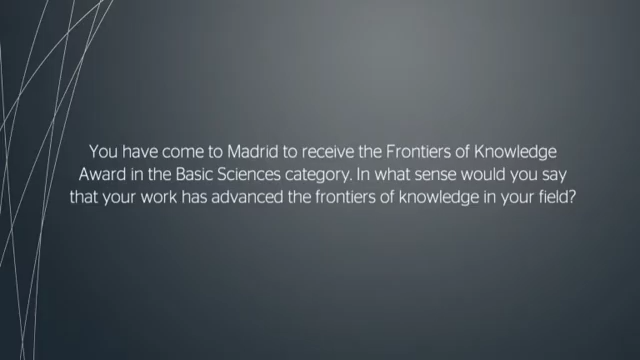 You have come to Madrid to receive the Frontiers of Knowledge
Award in the Basic Sciences category. In what sense would you say
that your work has advanced the frontiers of knowledge in your field?